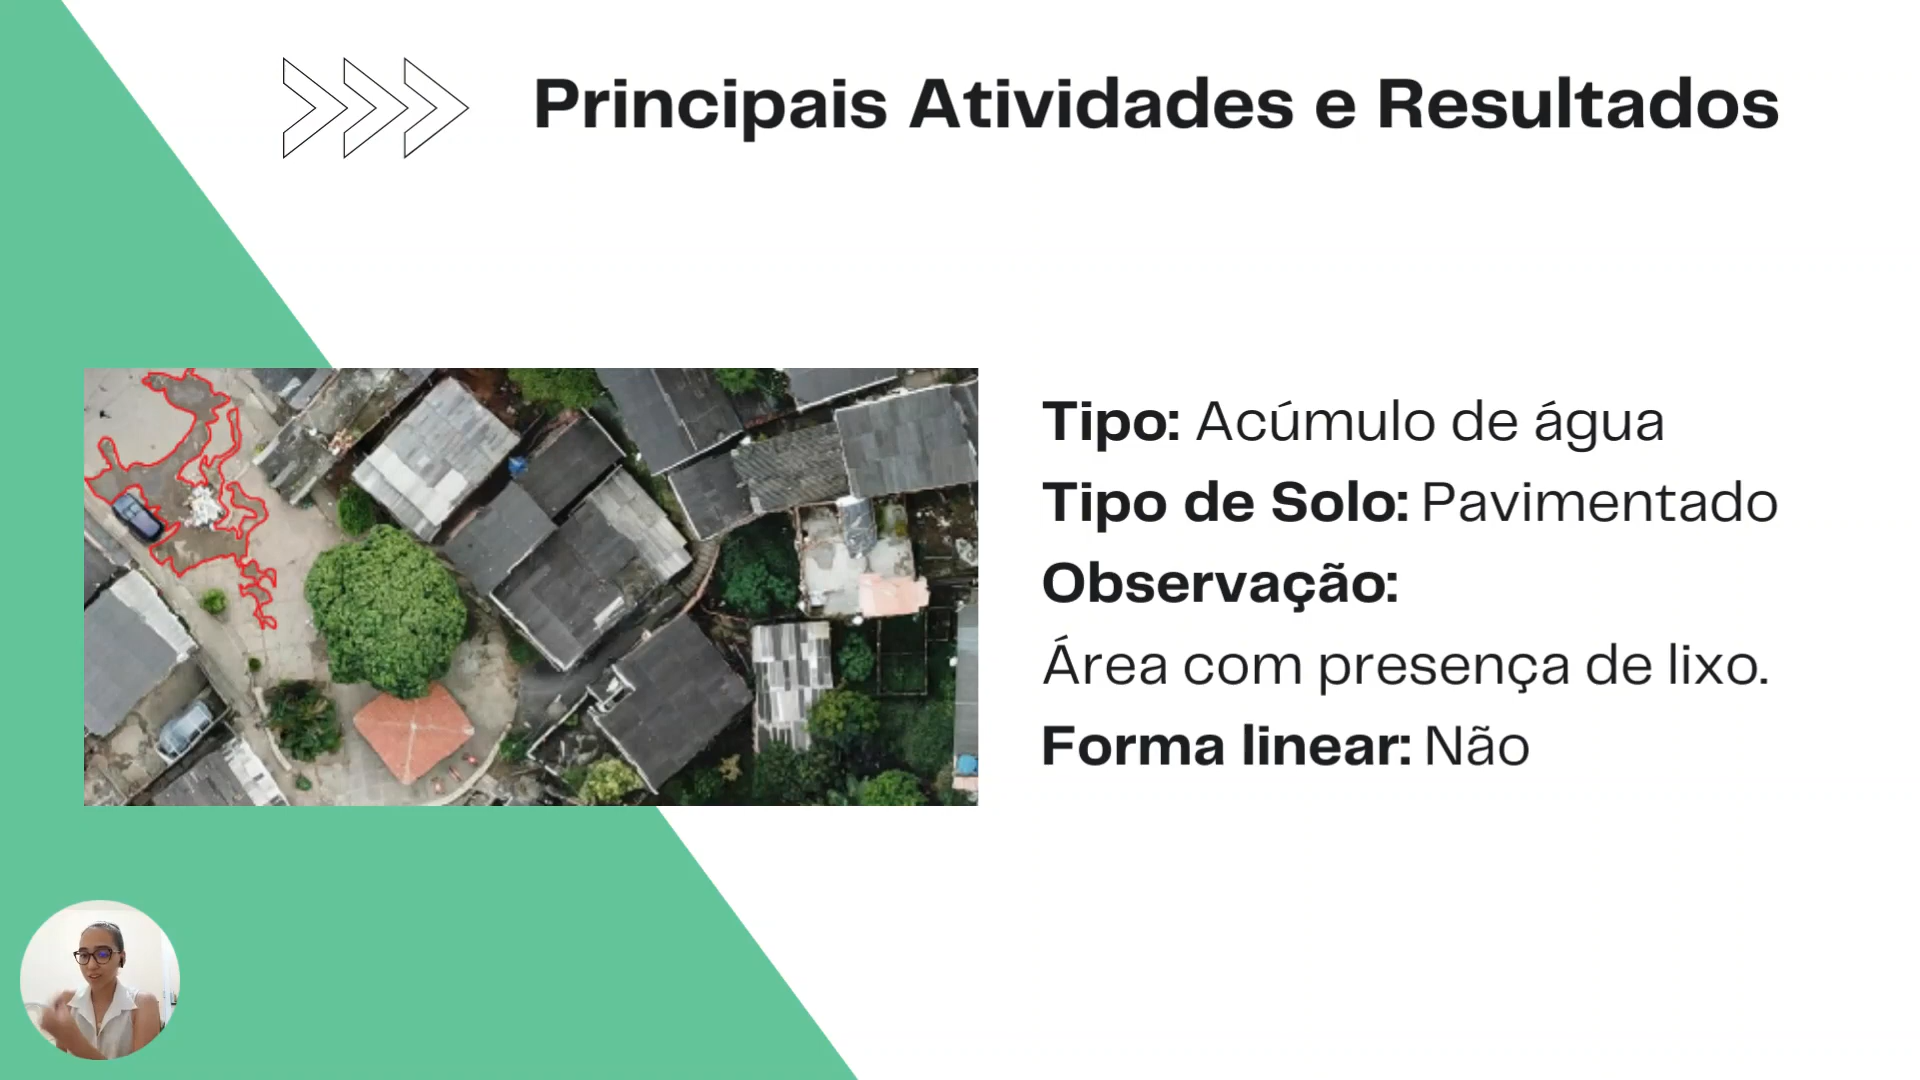 Principais Atividades e Resultados
Tipo: Acúmulo de água
Tipo de Solo: Pavimentado
Observação:
Área com presença de lixo.
Forma linear: Não